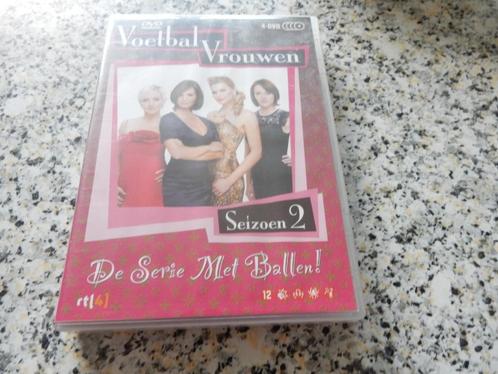 DVD
4-DVD
Voetbal
Vrouwen
Seizoen 2
De Serie Met Ballen!
rtl4
12